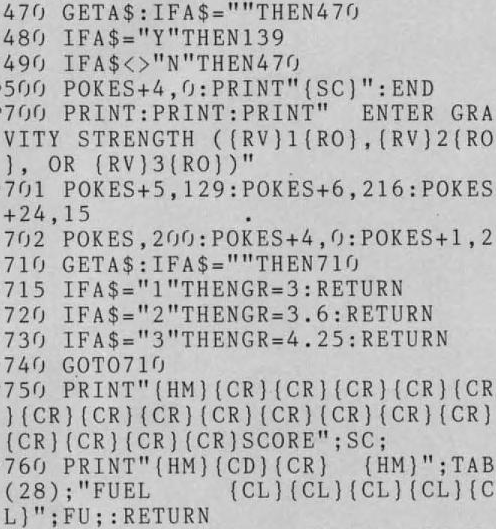 470 GETA$:IFA$=""THEN470
480 IFA$="Y"THEN139
490 IFA$<>"N"THEN470
500 POKES+4,0:PRINT"{SC}":END
700 PRINT:PRINT:PRINT"  ENTER GRA
VITY STRENGTH ({RV}1{RO},{RV}2{RO
}, OR {RV}3{RO})"
701 POKES+5,129:POKES+6,216:POKES
+24,15
702 POKES,200:POKES+4,0:POKES+1,2
710 GETA$:IFA$=""THEN710
715 IFA$="1"THENGR=3:RETURN
720 IFA$="2"THENGR=3.6:RETURN
730 IFA$="3"THENGR=4.25:RETURN
740 GOTO710
750 PRINT"{HM}{CR}{CR}{CR}{CR}{CR
}{CR}{CR}{CR}{CR}{CR}{CR}{CR}{CR}
{CR}{CR}{CR}{CR}SCORE";SC;
760 PRINT"{HM}{CD}{CR}   {HM}";TAB
(28);"FUEL     {CL}{CL}{CL}{CL}{C
L}";FU;:RETURN